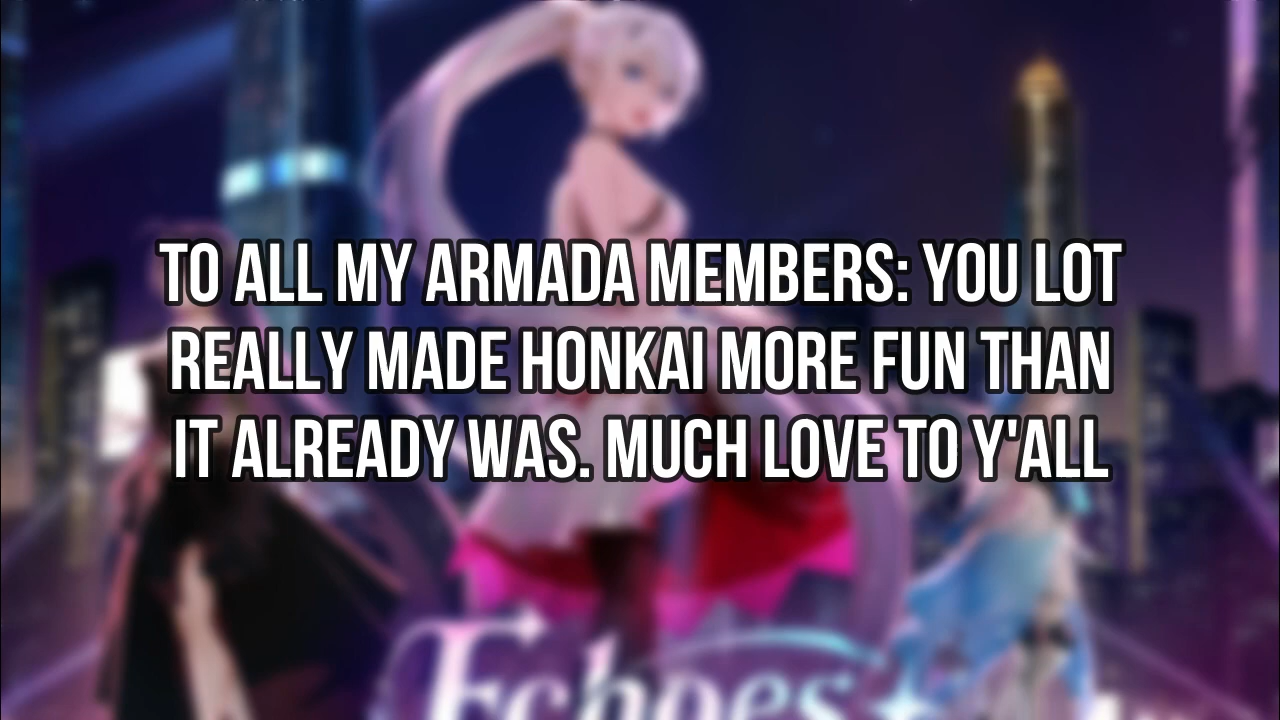 TO ALL MY ARMADA MEMBERS: YOU LOT
REALLY MADE HONKAI MORE FUN THAN
IT ALREADY WAS. MUCH LOVE TO Y'ALL
Echoes